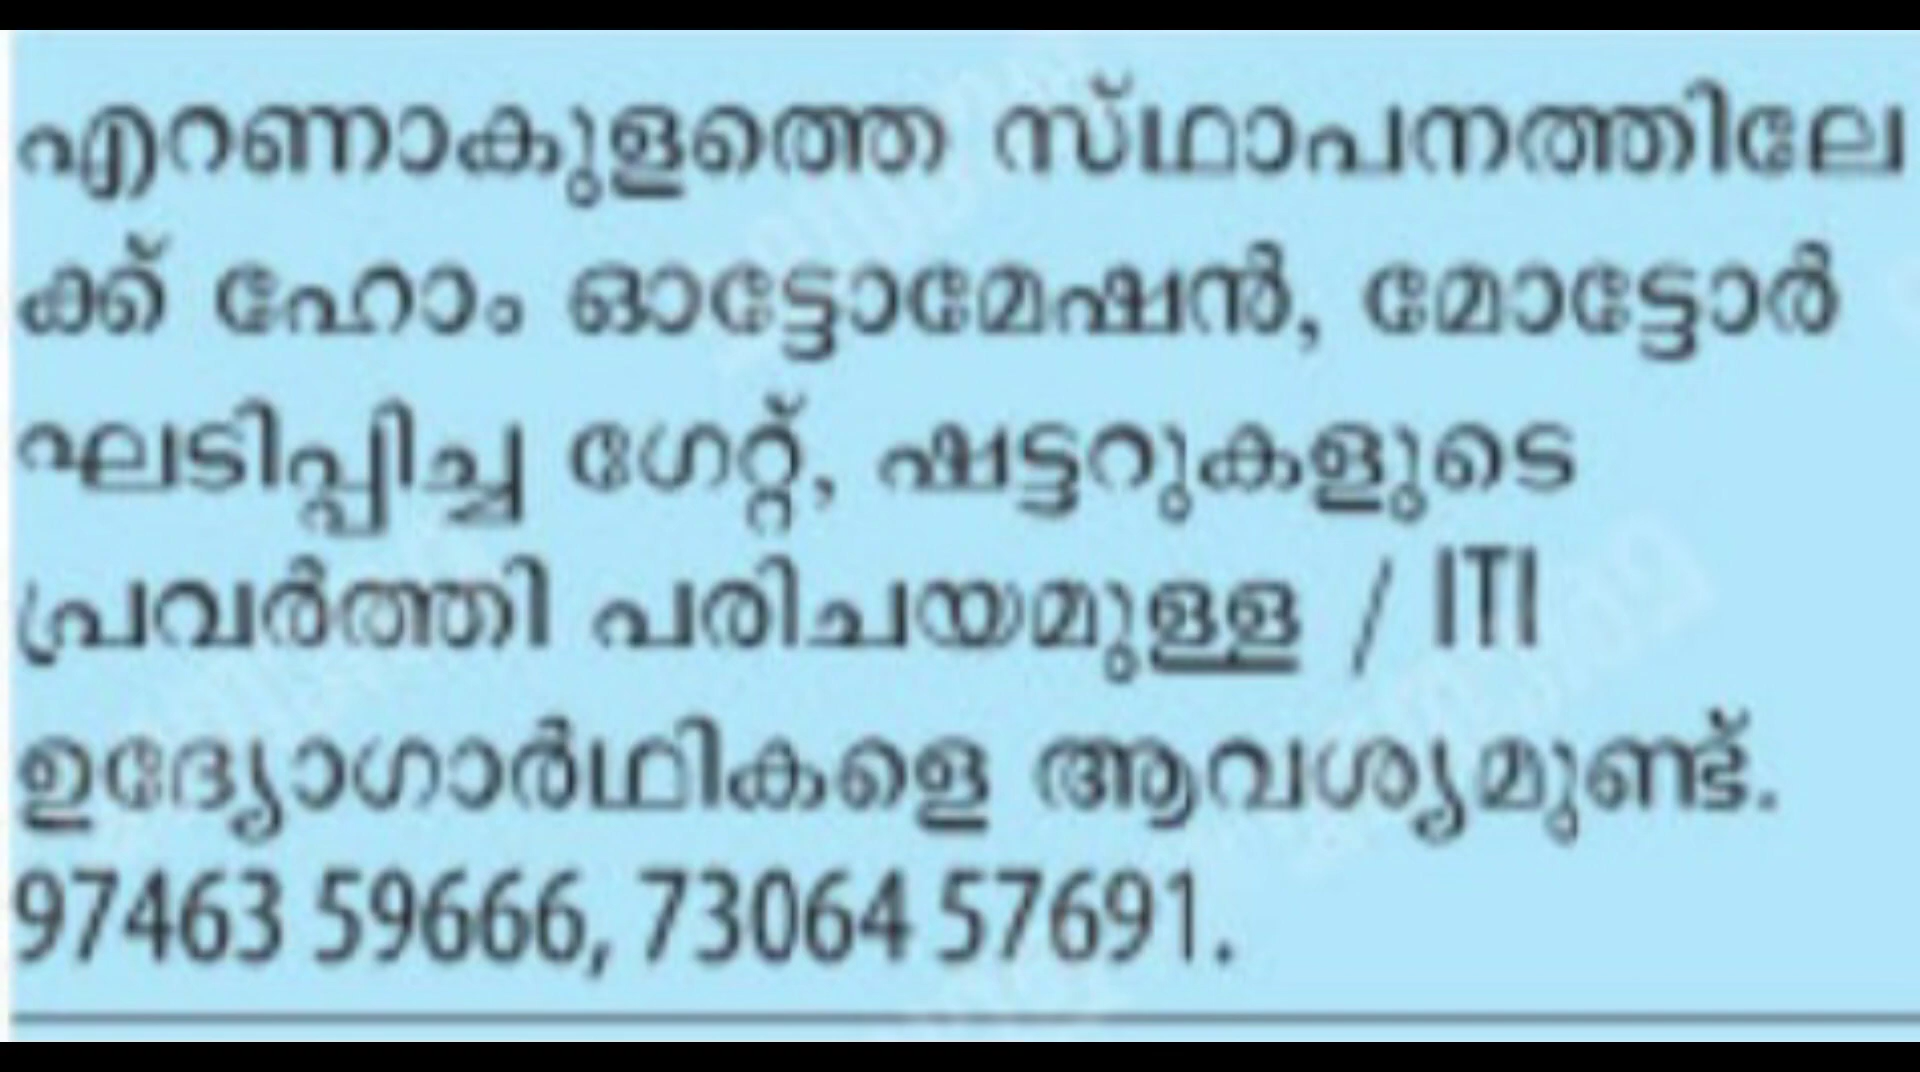 എറണാകുളത്തെ സ്ഥാപനത്തിലേ
ക്ക് ഹോം ഓട്ടോമേഷൻ, മോട്ടോർ
ഘടിപ്പിച്ച ഗേറ്റ്, ഷട്ടറുകളുടെ
പ്രവർത്തി പരിചയമുള്ള / ITI
ഉദ്യോഗാർഥികളെ ആവശ്യമുണ്ട്.
97463 59666, 73064 57691.